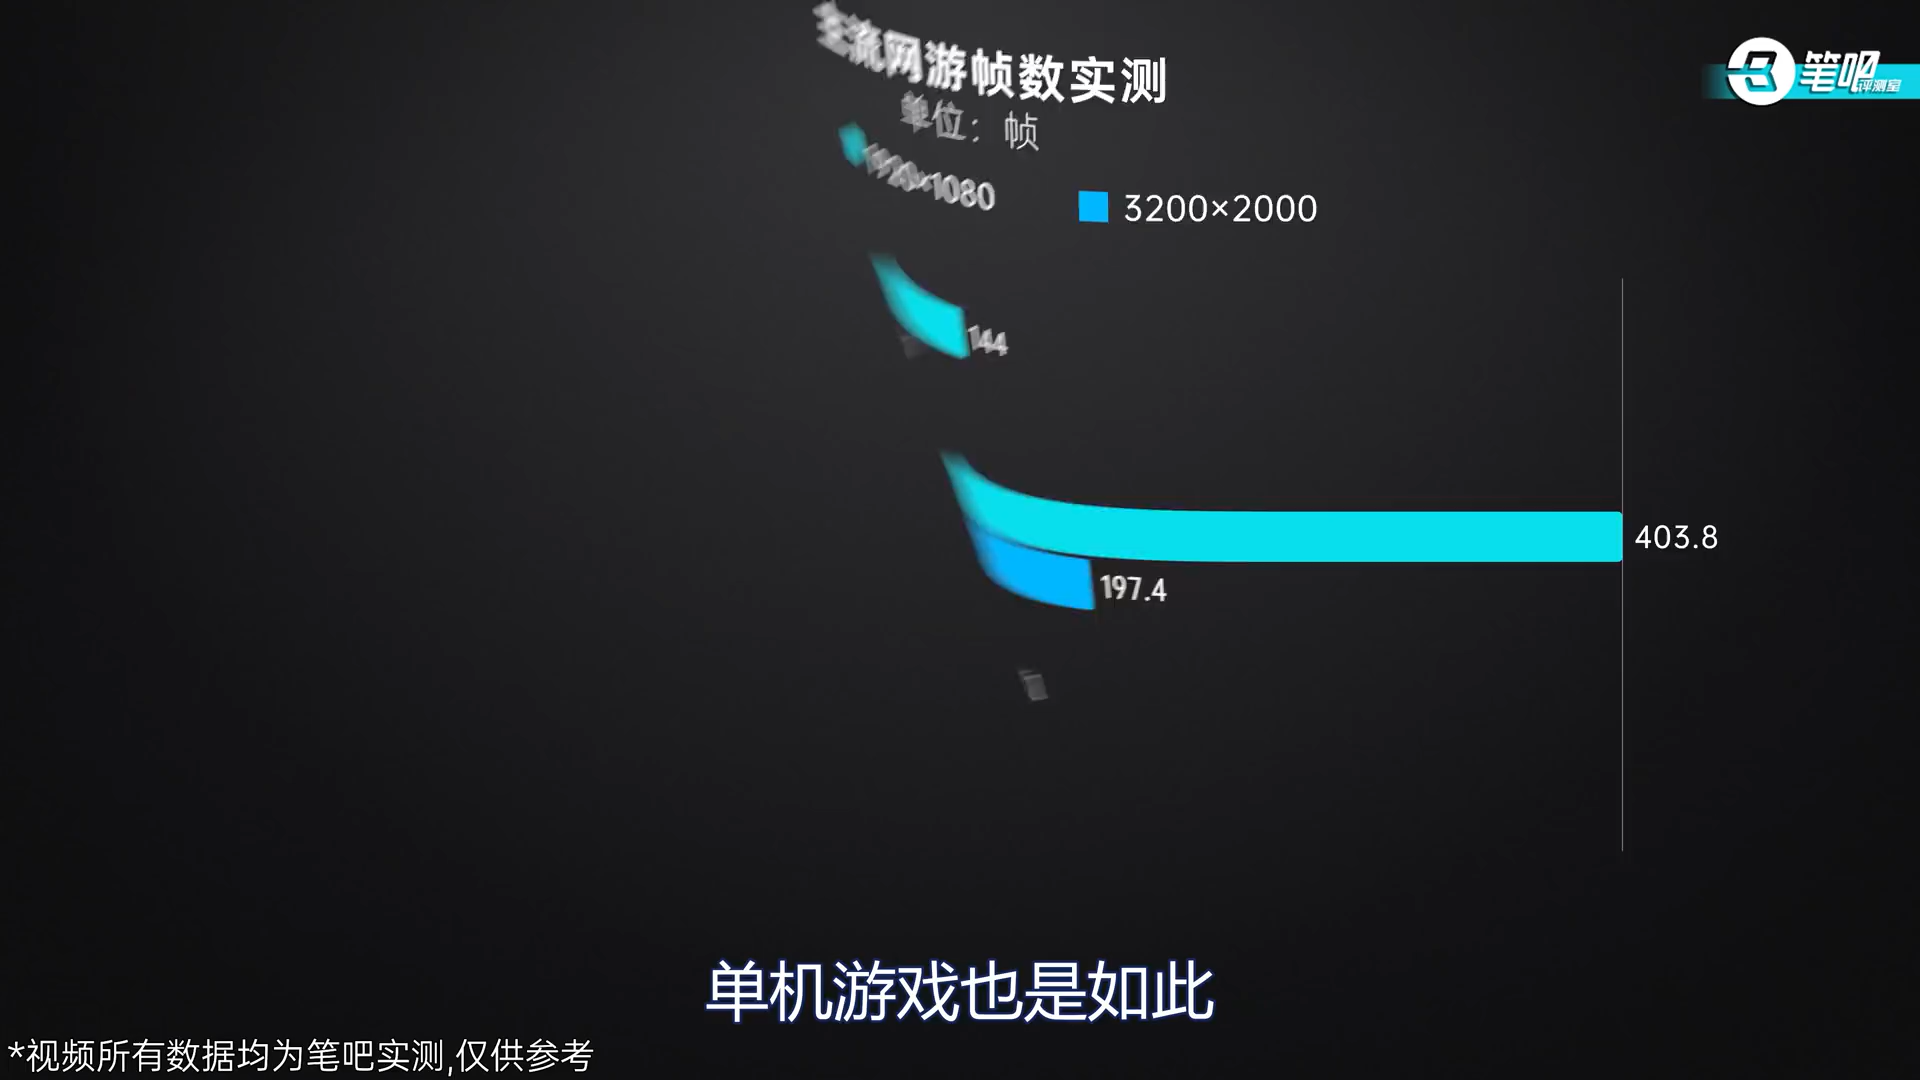 主流网游帧数实测
单位：帧
1920×1080
3200×2000
144
403.8
197.4
笔吧
评测室
单机游戏也是如此
*视频所有数据均为笔吧实测,仅供参考